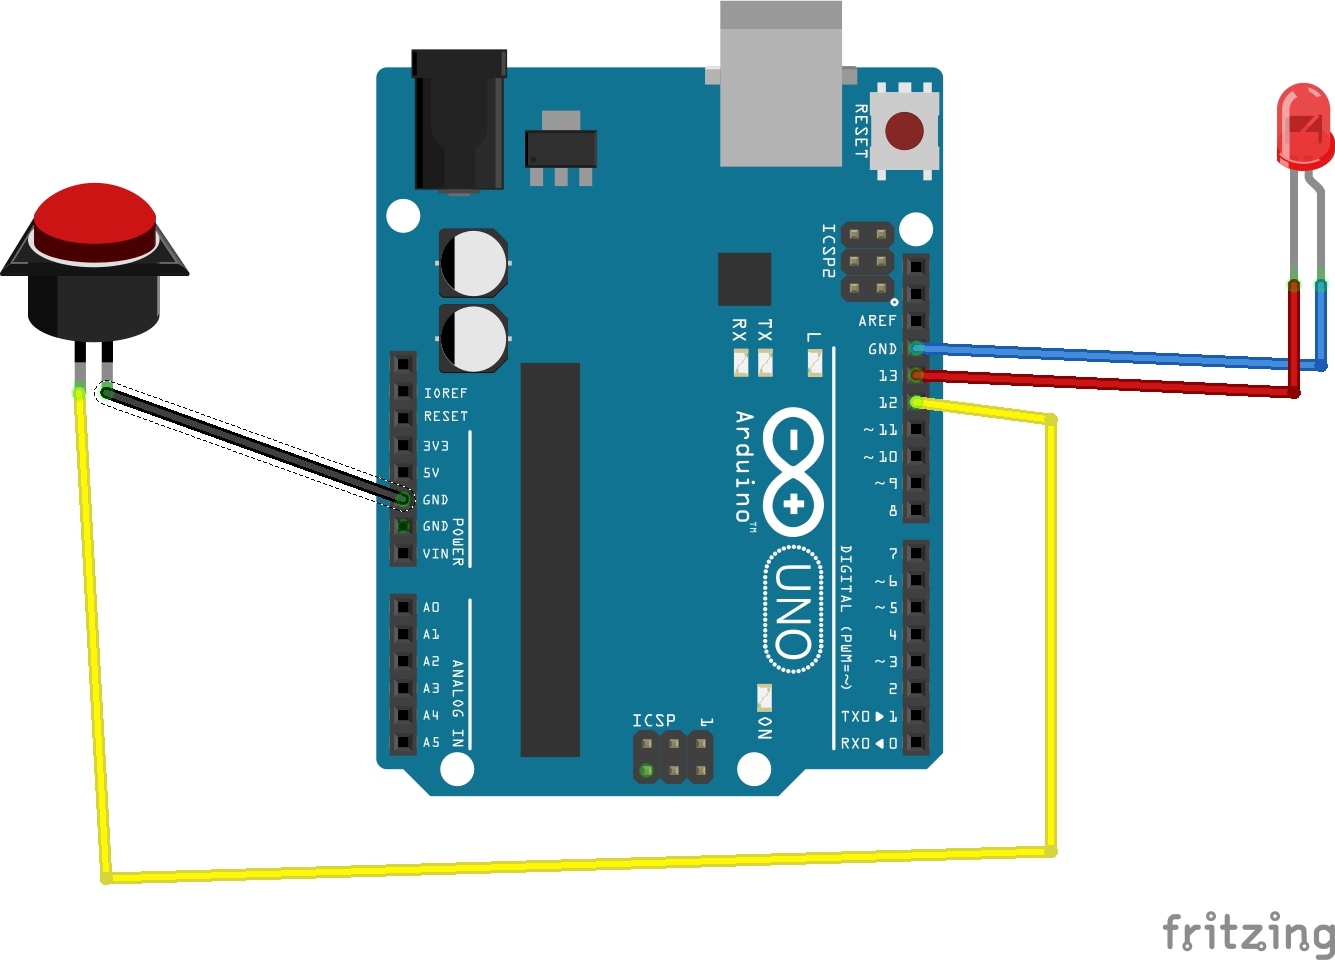 RESET
ICSP2
RX
TX
L
AREF
GND
13
12
~11
~10
~9
8
IOREF
RESET
3V3
5V
GND
GND
VIN
POWER
Arduino™
UNO
7
~6
~5
4
~3
2
TX0▶1
RX0◀0
DIGITAL (PWM=~)
A0
A1
A2
A3
A4
A5
ANALOG IN
ICSP
1
ON
fritzing